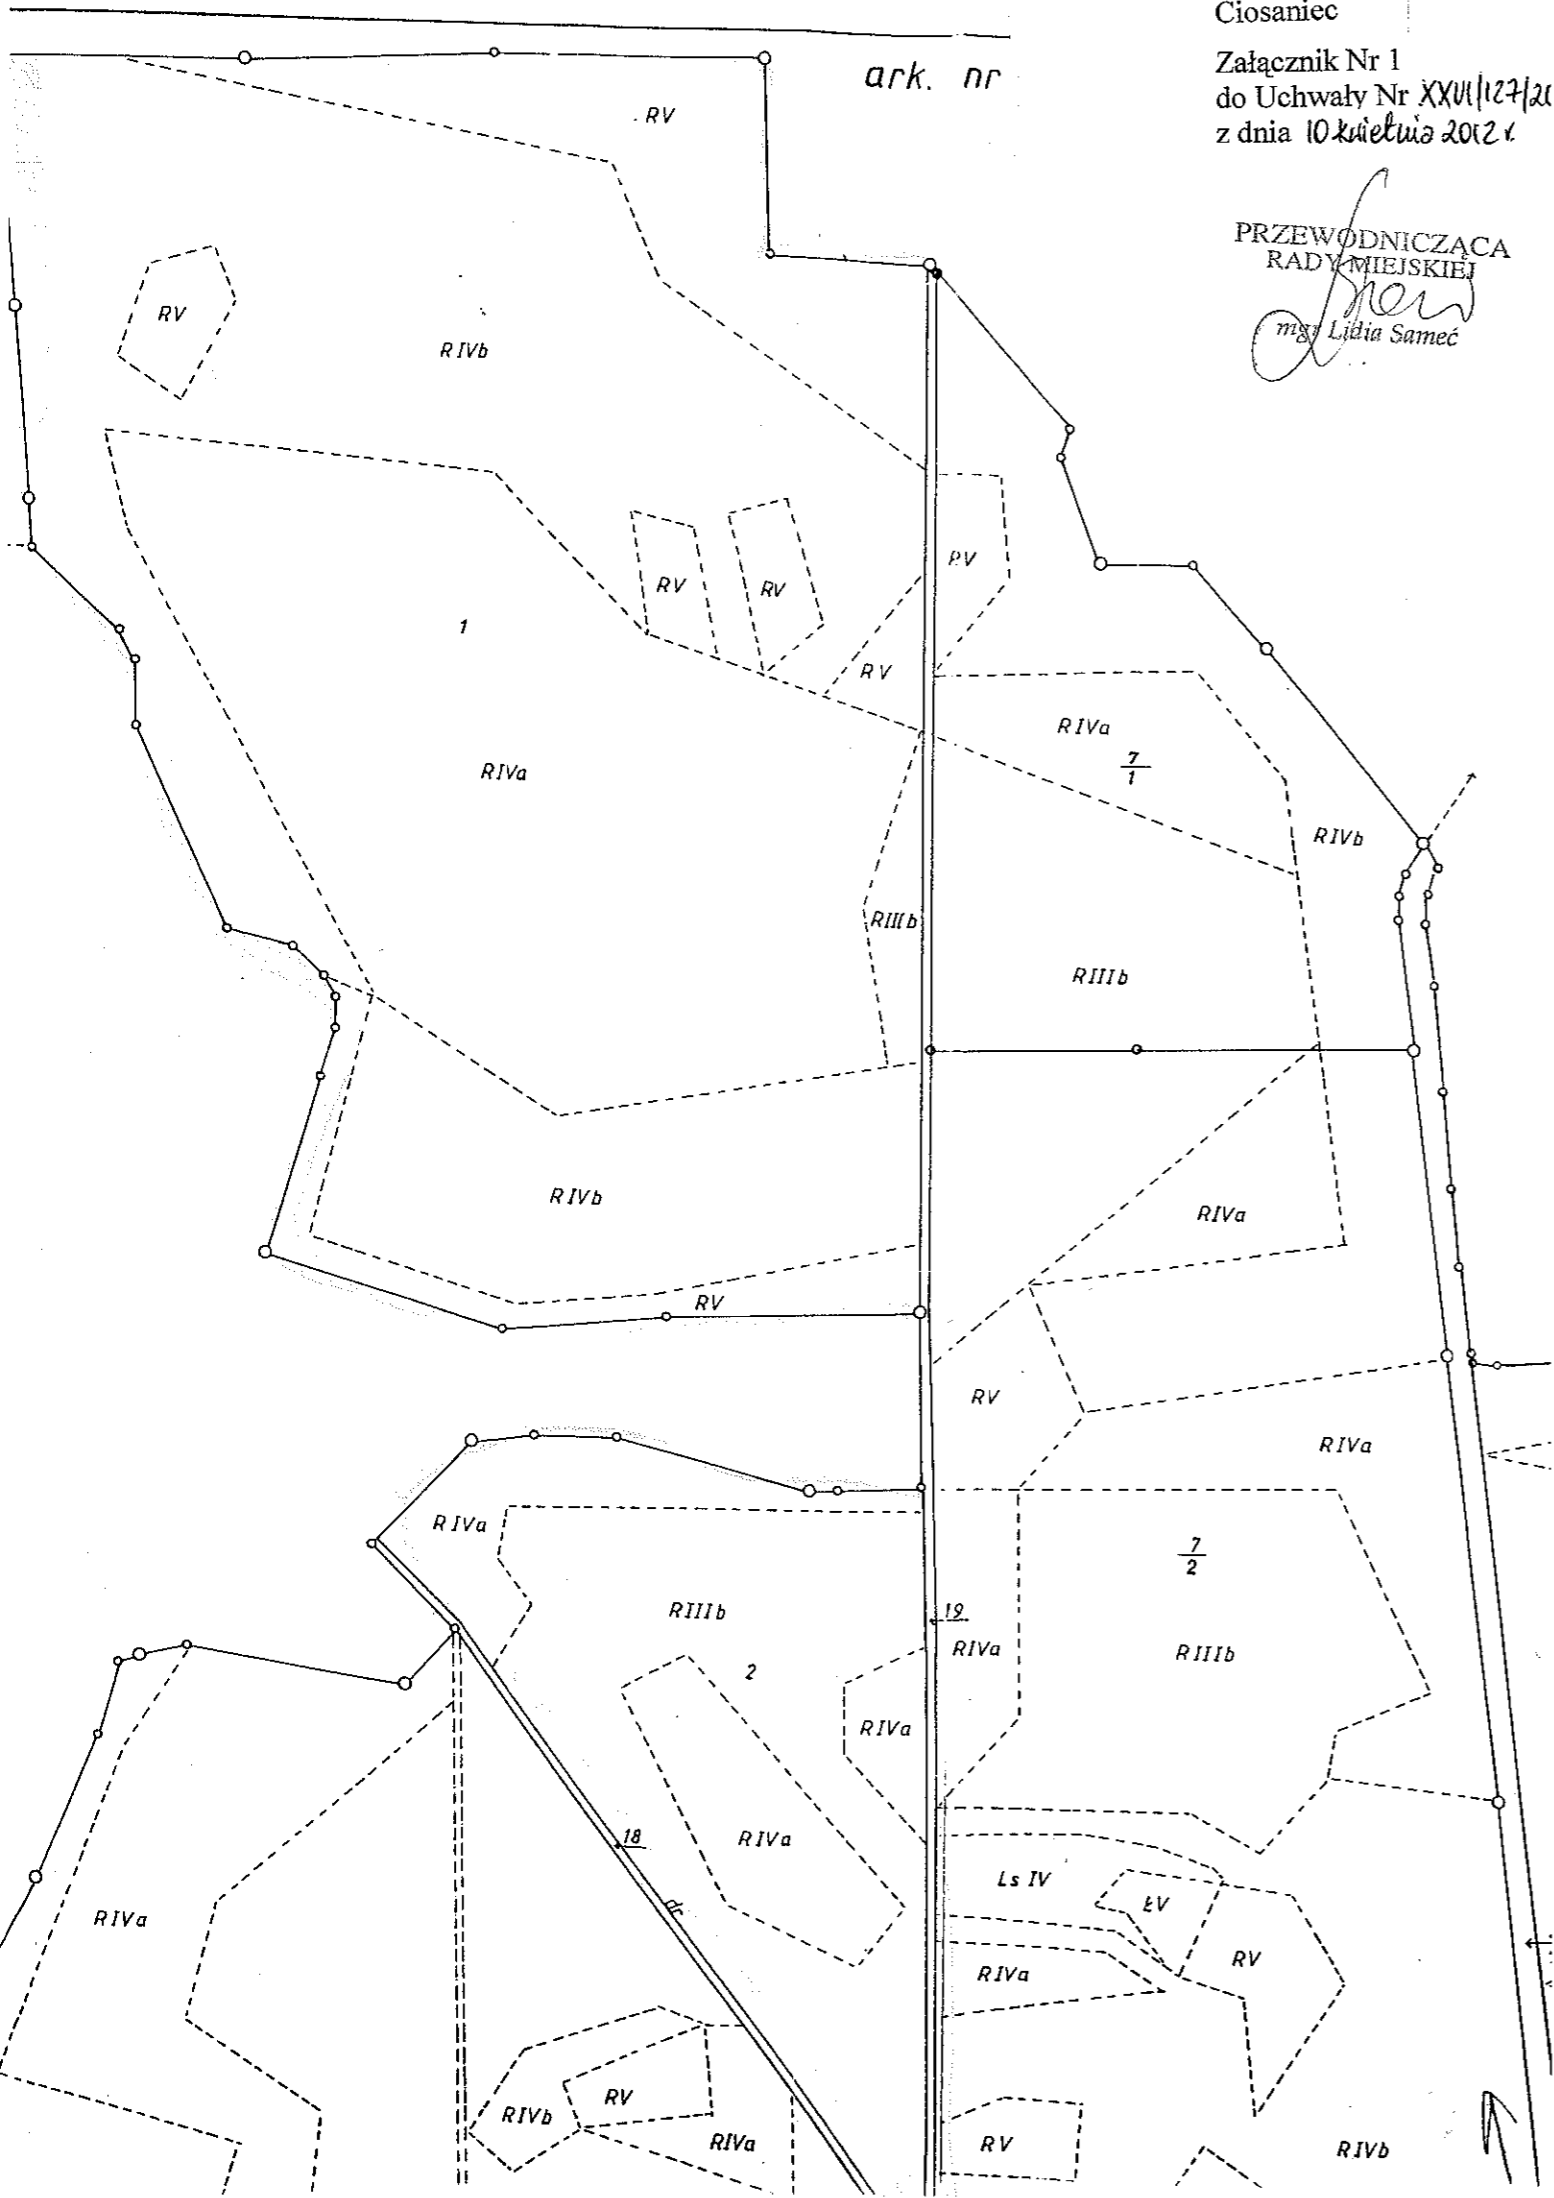 Ciosaniec
Załącznik Nr 1
do Uchwały Nr XXVI/127/20
z dnia 10 kwietnia 2012 r.
PRZEWODNICZĄCA
RADY MIEJSKIEJ
mgr Lidia Sameć
ark. nr
RV
RV
RIVb
RV
RV
RV
1
RV
RIVa
7
1
RIVa
RIVb
RIIIb
RIIIb
RIVb
RIVa
RV
RV
RIVa
RIVa
7
2
RIIIb
19
RIVa
RIIIb
2
RIVa
18
RIVa
dr
Ls IV
ŁV
RIVa
RV
RIVa
RV
RIVb
RIVa
RV
RIVb